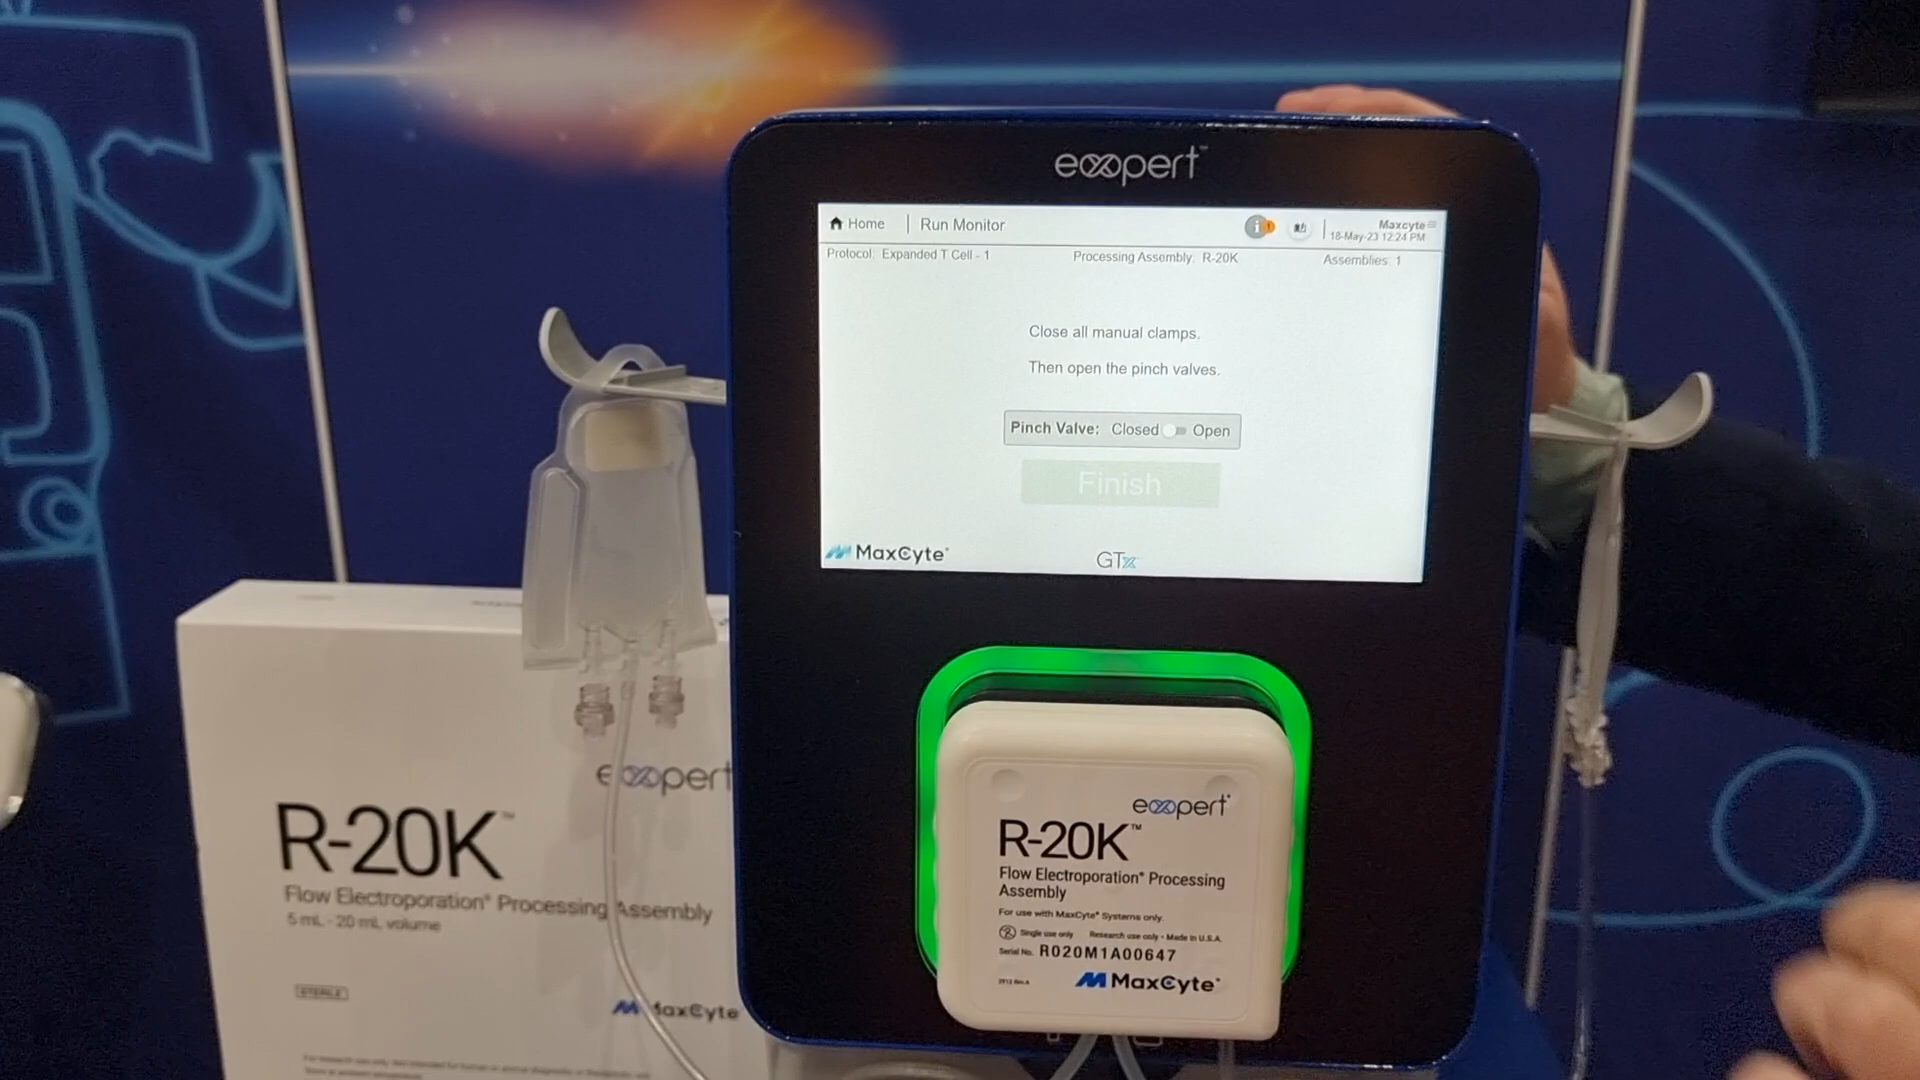 expert™
Home | Run Monitor
Maxcyte
18-May-23 12:24 PM
Protocol: Expanded T Cell - 1
Processing Assembly: R-20K
Assemblies: 1
Close all manual clamps.
Then open the pinch valves.
Pinch Valve: Closed Open
Finish
MaxCyte®
GTx
expert
R-20K™
Flow Electroporation® Processing Assembly
5 mL - 20 mL volume
STERILE
MaxCyte
expert
R-20K™
Flow Electroporation® Processing
Assembly
For use with MaxCyte® Systems only.
Single use only Research use only • Made in U.S.A.
Serial No. R020M1A00647
MaxCyte®